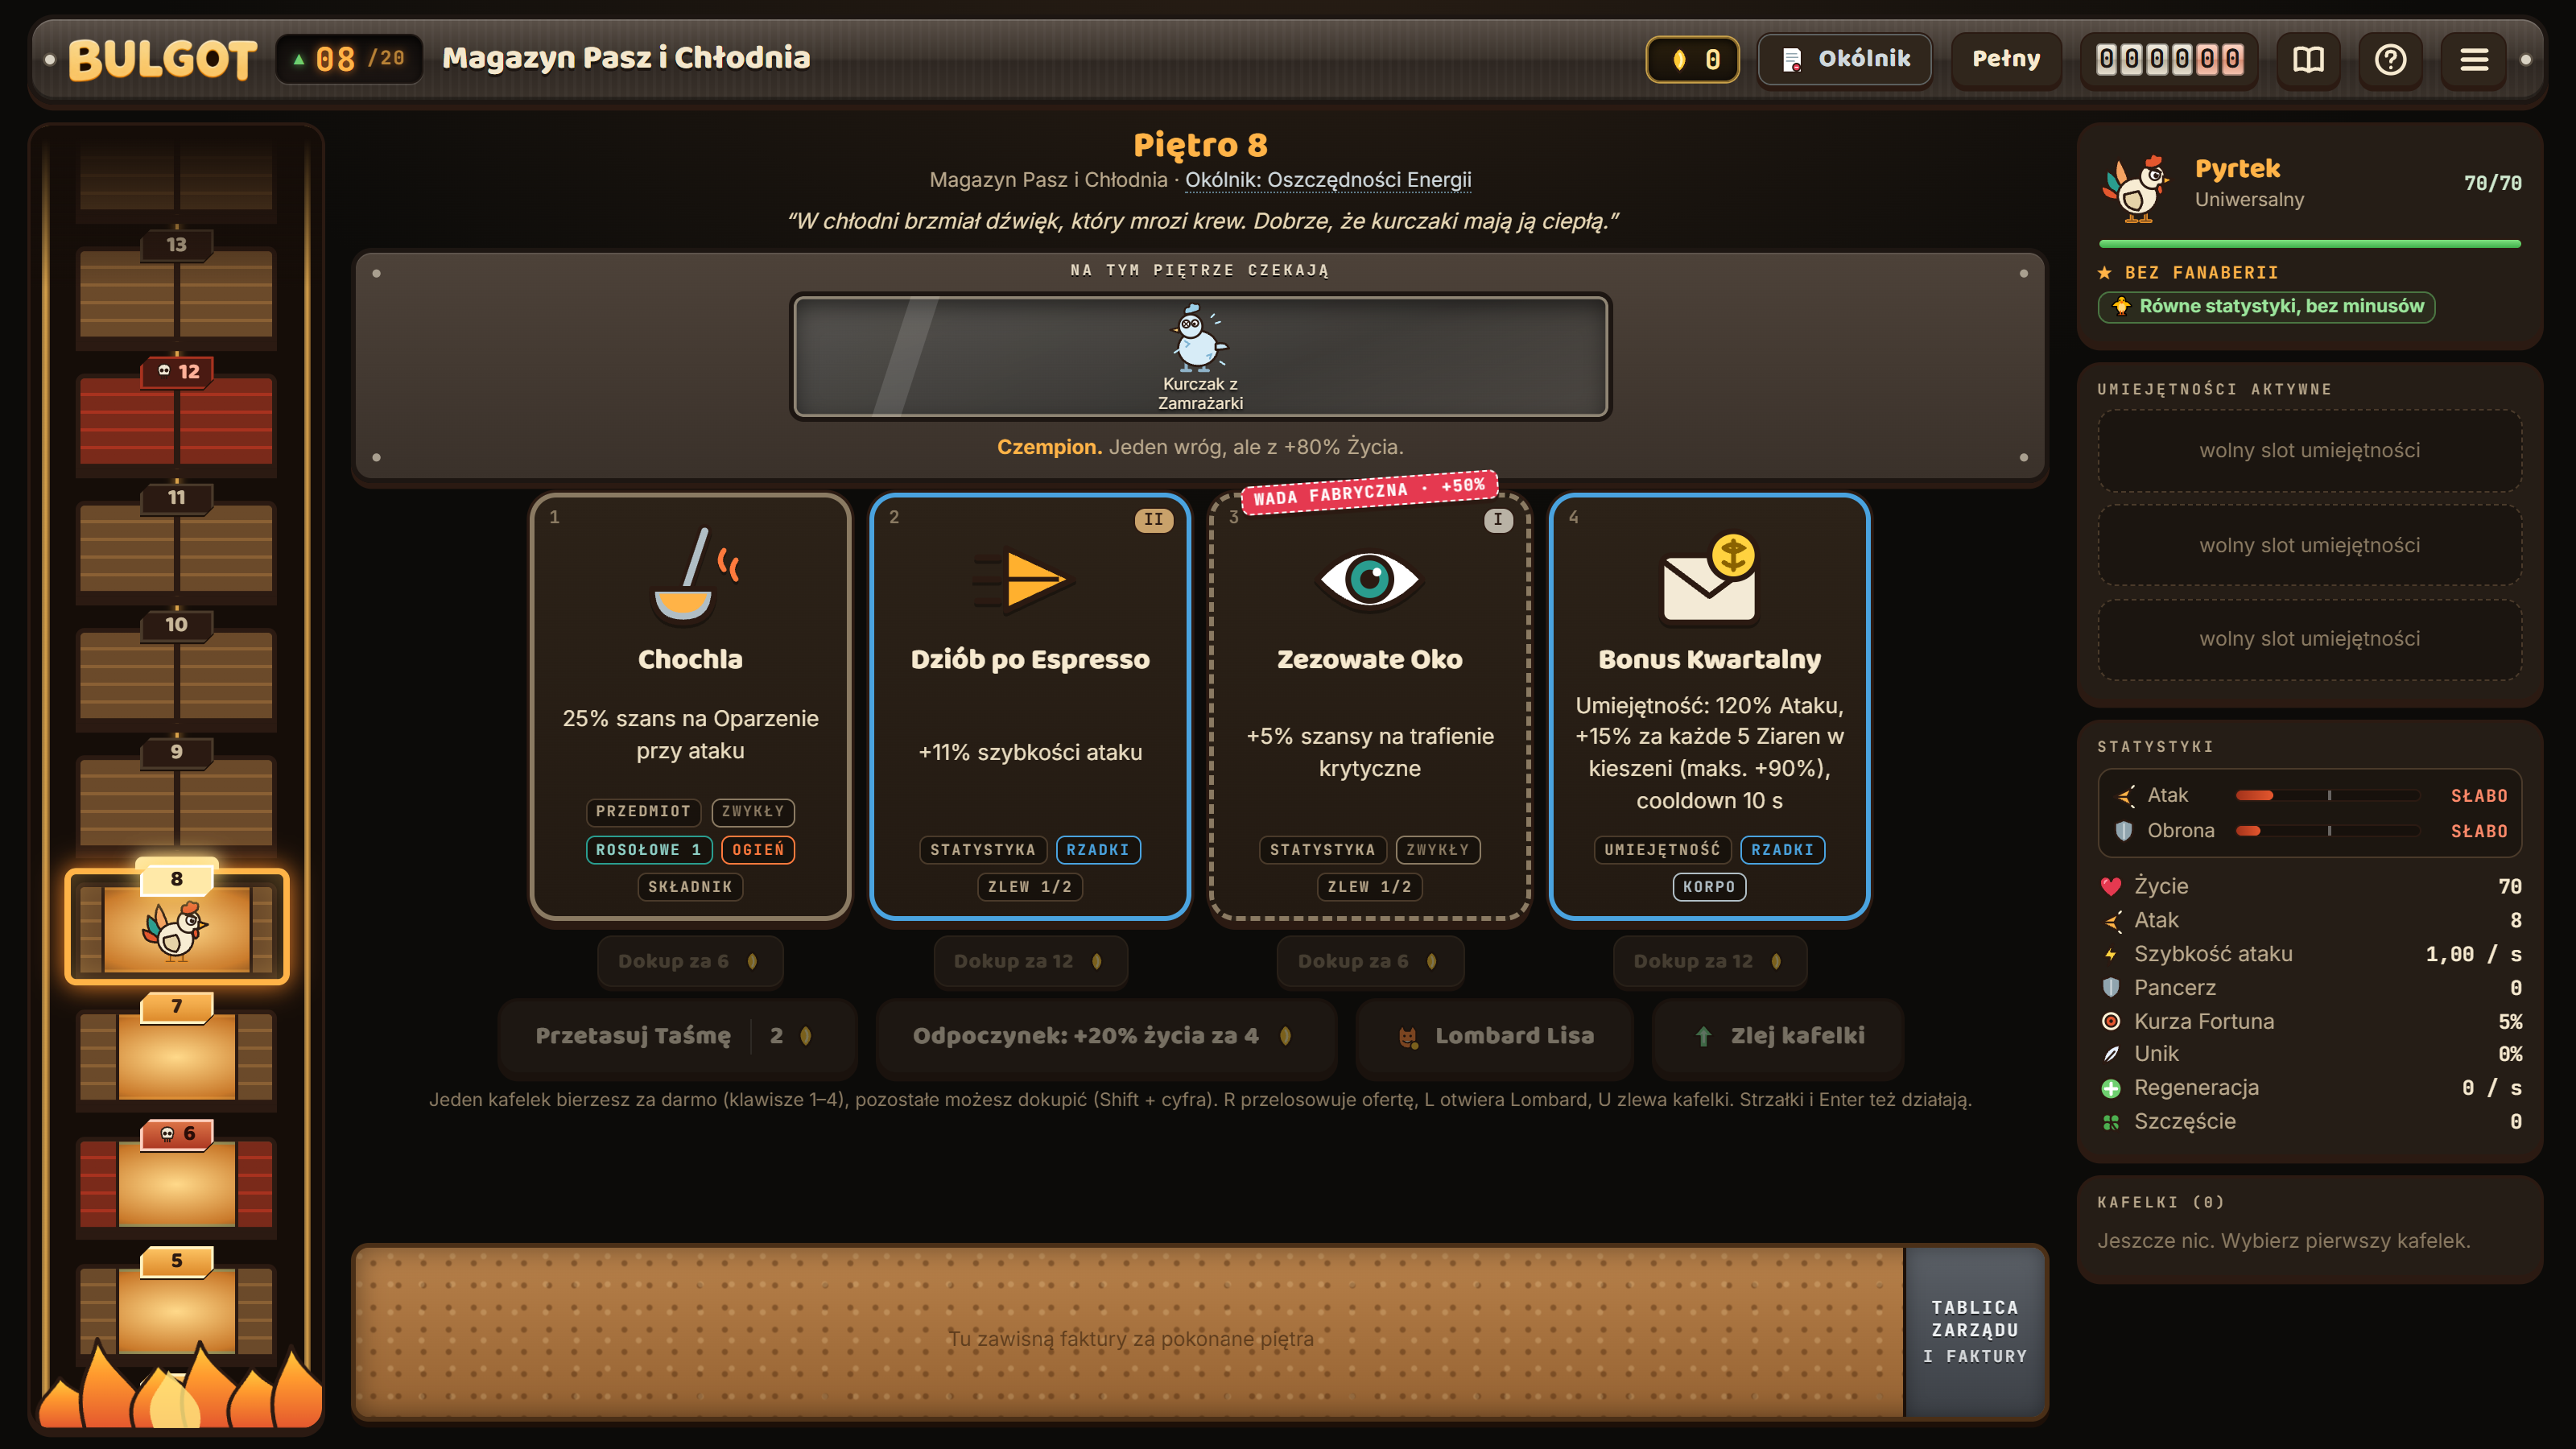 BULGOT
08 /20
Magazyn Pasz i Chłodnia
0
Okólnik
Pełny
000000
13
12
11
10
9
8
7
6
5
Piętro 8
Magazyn Pasz i Chłodnia · Okólnik: Oszczędności Energii
“W chłodni brzmiał dźwięk, który mrozi krew. Dobrze, że kurczaki mają ją ciepłą.”
NA TYM PIĘTRZE CZEKAJĄ
Kurczak z
Zamrażarki
Czempion. Jeden wróg, ale z +80% Życia.
1
Chochla
25% szans na Oparzenie
przy ataku
PRZEDMIOT ZWYKŁY
ROSOŁOWE 1 OGIEŃ
SKŁADNIK
Dokup za 6
2
II
Dziób po Espresso
+11% szybkości ataku
STATYSTYKA RZADKI
ZLEW 1/2
Dokup za 12
WADA FABRYCZNA · +50%
3
I
Zezowate Oko
+5% szansy na trafienie
krytyczne
STATYSTYKA ZWYKŁY
ZLEW 1/2
Dokup za 6
4
Bonus Kwartalny
Umiejętność: 120% Ataku,
+15% za każde 5 Ziaren w
kieszeni (maks. +90%),
cooldown 10 s
UMIEJĘTNOŚĆ RZADKI
KORPO
Dokup za 12
Przetasuj Taśmę 2
Odpoczynek: +20% życia za 4
Lombard Lisa
Zlej kafelki
Jeden kafelek bierzesz za darmo (klawisze 1–4), pozostałe możesz dokupić (Shift + cyfra). R przelosowuje ofertę, L otwiera Lombard, U zlewa kafelki. Strzałki i Enter też działają.
Tu zawisną faktury za pokonane piętra
TABLICA
ZARZĄDU
I FAKTURY
Pyrtek
Uniwersalny
70/70
★ BEZ FANABERII
Równe statystyki, bez minusów
UMIEJĘTNOŚCI AKTYWNE
wolny slot umiejętności
wolny slot umiejętności
wolny slot umiejętności
STATYSTYKI
Atak SŁABO
Obrona SŁABO
Życie 70
Atak 8
Szybkość ataku 1,00 / s
Pancerz 0
Kurza Fortuna 5%
Unik 0%
Regeneracja 0 / s
Szczęście 0
KAFELKI (0)
Jeszcze nic. Wybierz pierwszy kafelek.